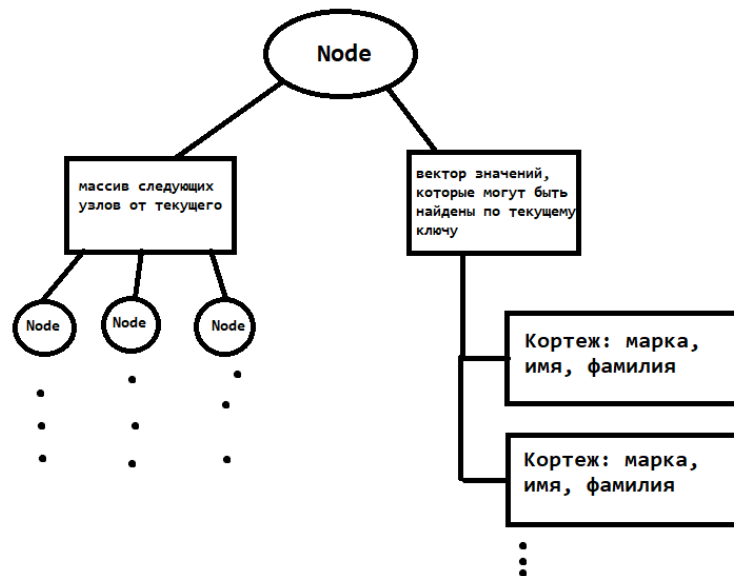 Node
массив следующих
узлов от текущего
вектор значений,
которые могут быть
найдены по текущему
ключу
Node
Node
Node
Кортеж: марка,
имя, фамилия
Кортеж: марка,
имя, фамилия